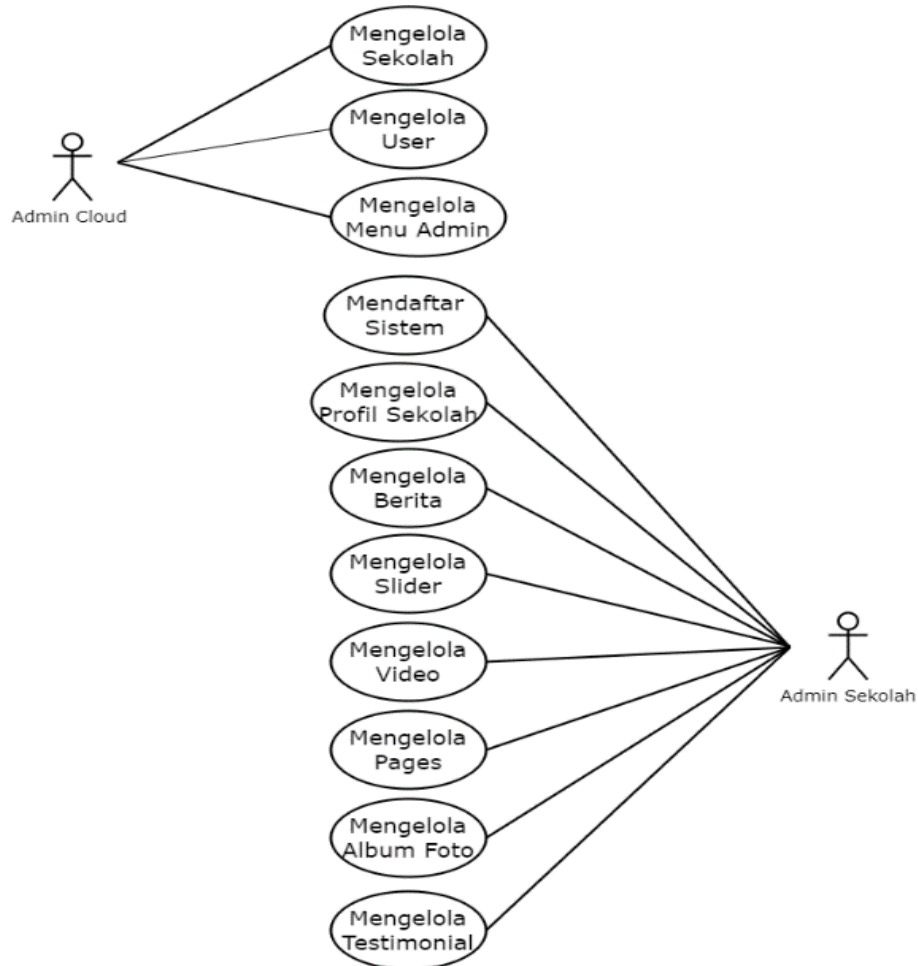 Mengelola
Sekolah
Mengelola
User
Admin Cloud
Mengelola
Menu Admin
Mendaftar
Sistem
Mengelola
Profil Sekolah
Mengelola
Berita
Mengelola
Slider
Mengelola
Video
Admin Sekolah
Mengelola
Pages
Mengelola
Album Foto
Mengelola
Testimonial